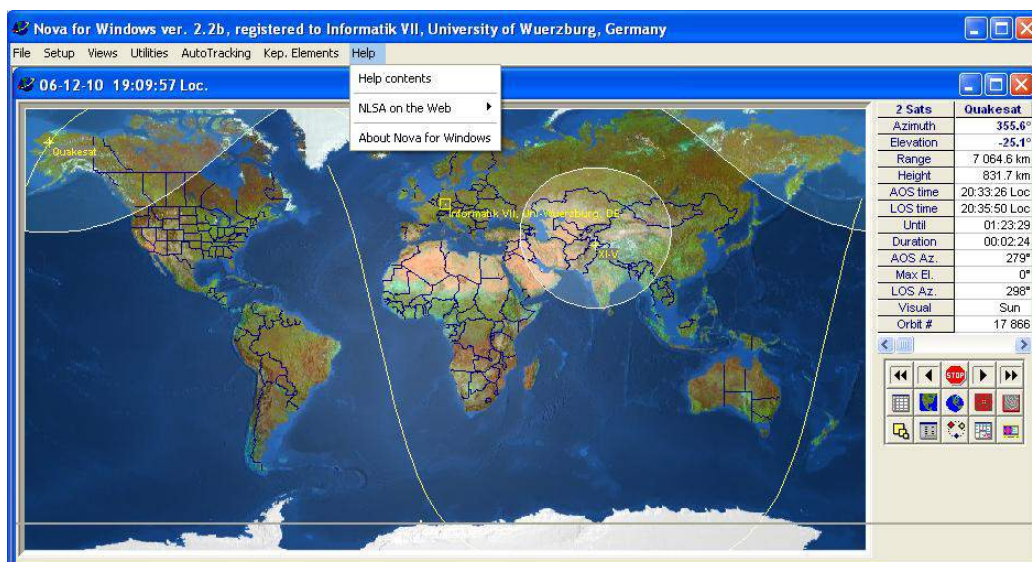 Nova for Windows ver. 2.2b, registered to Informatik VII, University of Wuerzburg, Germany
File Setup Views Utilities AutoTracking Kep. Elements Help
Help contents
NLSA on the Web
About Nova for Windows
06-12-10 19:09:57 Loc.
Quakesat
Informatik VII, Uni-Wuerzburg, DE
XI-V
2 Sats Quakesat
Azimuth 355.6°
Elevation -25.1°
Range 7 064.6 km
Height 831.7 km
AOS time 20:33:26 Loc
LOS time 20:35:50 Loc
Until 01:23:29
Duration 00:02:24
AOS Az. 279°
Max El. 0°
LOS Az. 298°
Visual Sun
Orbit # 17 866
STOP